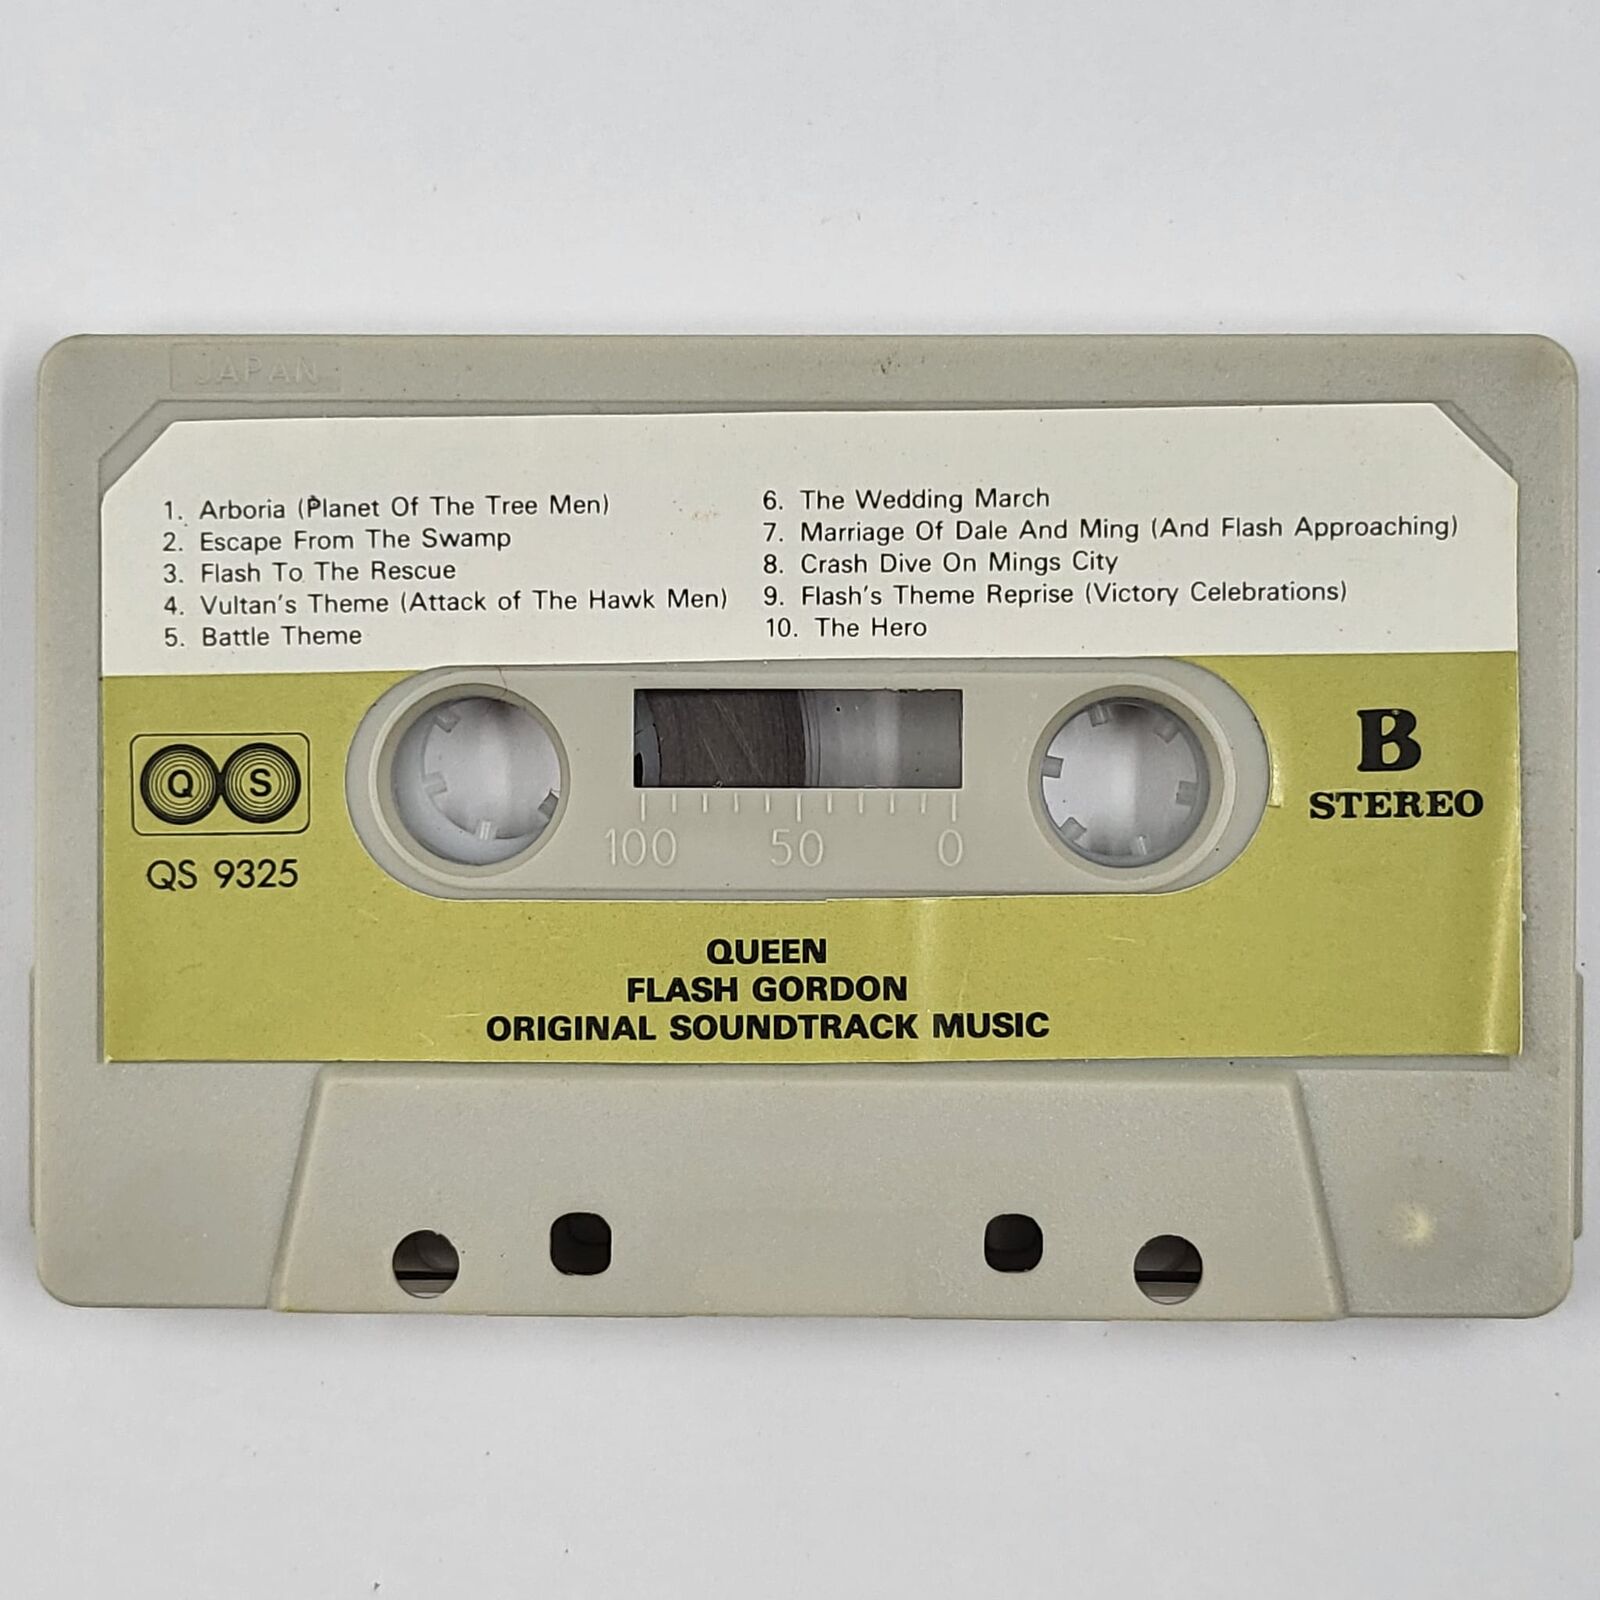 JAPAN
1. Arboria (Planet Of The Tree Men)
2. Escape From The Swamp
3. Flash To The Rescue
4. Vultan's Theme (Attack of The Hawk Men)
5. Battle Theme
6. The Wedding March
7. Marriage Of Dale And Ming (And Flash Approaching)
8. Crash Dive On Mings City
9. Flash's Theme Reprise (Victory Celebrations)
10. The Hero
Q S
QS 9325
100 50 0
B
STEREO
QUEEN
FLASH GORDON
ORIGINAL SOUNDTRACK MUSIC